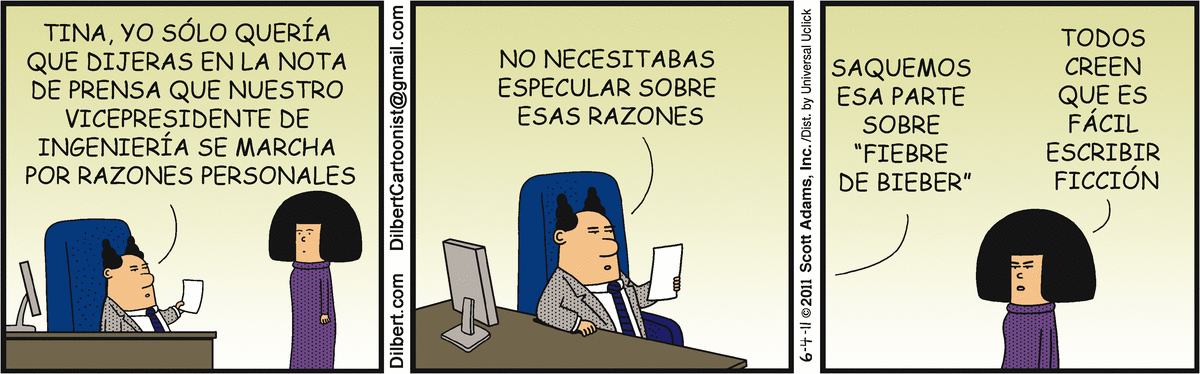 TINA, YO SÓLO QUERÍA
QUE DIJERAS EN LA NOTA
DE PRENSA QUE NUESTRO
VICEPRESIDENTE DE
INGENIERÍA SE MARCHA
POR RAZONES PERSONALES
Dilbert.com DilbertCartoonist@gmail.com
NO NECESITABAS
ESPECULAR SOBRE
ESAS RAZONES
6-4-11 ©2011 Scott Adams, Inc./Dist. by Universal Uclick
SAQUEMOS
ESA PARTE
SOBRE
"FIEBRE
DE BIEBER"
TODOS
CREEN
QUE ES
FÁCIL
ESCRIBIR
FICCIÓN